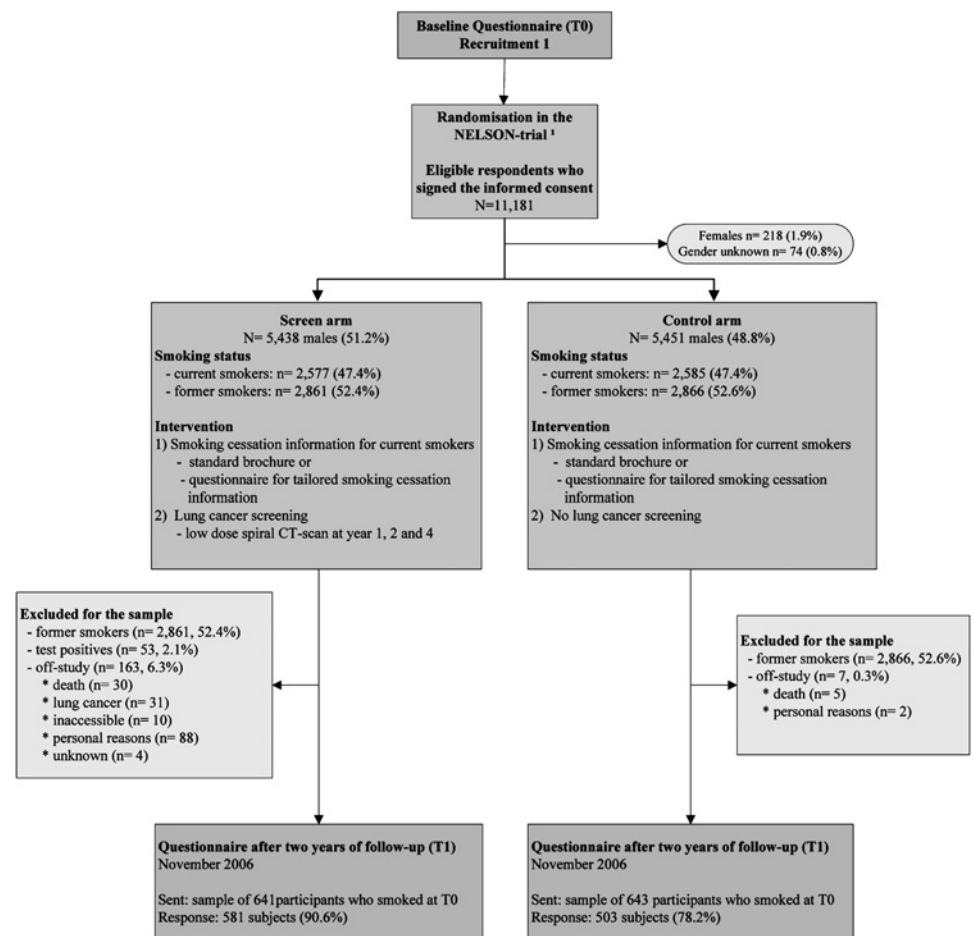 Baseline Questionnaire (T0)
Recruitment 1
Randomisation in the
NELSON-trial ¹
Eligible respondents who
signed the informed consent
N=11,181
Females n= 218 (1.9%)
Gender unknown n= 74 (0.8%)
Screen arm
N= 5,438 males (51.2%)
Smoking status
- current smokers: n= 2,577 (47.4%)
- former smokers: n= 2,861 (52.4%)
Intervention
1) Smoking cessation information for current smokers
- standard brochure or
- questionnaire for tailored smoking cessation
information
2) Lung cancer screening
- low dose spiral CT-scan at year 1, 2 and 4
Control arm
N= 5,451 males (48.8%)
Smoking status
- current smokers: n= 2,585 (47.4%)
- former smokers: n= 2,866 (52.6%)
Intervention
1) Smoking cessation information for current smokers
- standard brochure or
- questionnaire for tailored smoking cessation
information
2) No lung cancer screening
Excluded for the sample
- former smokers (n= 2,861, 52.4%)
- test positives (n= 53, 2.1%)
- off-study (n= 163, 6.3%)
* death (n= 30)
* lung cancer (n= 31)
* inaccessible (n= 10)
* personal reasons (n= 88)
* unknown (n= 4)
Excluded for the sample
- former smokers (n= 2,866, 52.6%)
- off-study (n= 7, 0.3%)
* death (n= 5)
* personal reasons (n= 2)
Questionnaire after two years of follow-up (T1)
November 2006
Sent: sample of 641participants who smoked at T0
Response: 581 subjects (90.6%)
Questionnaire after two years of follow-up (T1)
November 2006
Sent: sample of 643 participants who smoked at T0
Response: 503 subjects (78.2%)